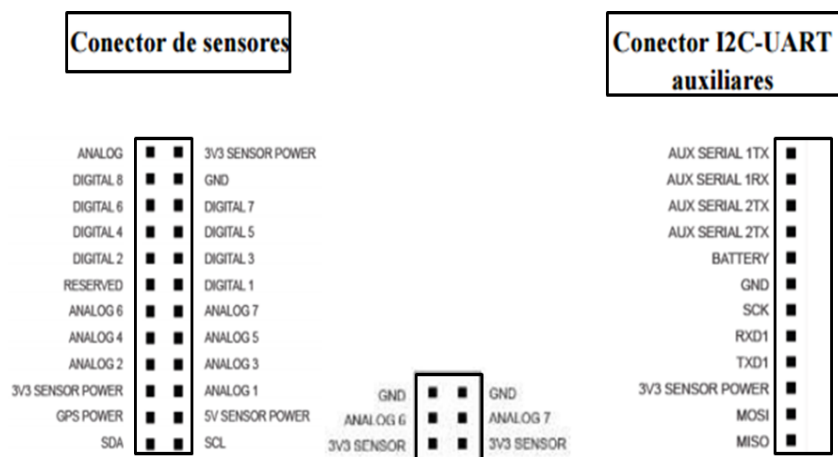 Conector de sensores
Conector I2C-UART
auxiliares
ANALOG 3V3 SENSOR POWER
DIGITAL 8 GND
DIGITAL 6 DIGITAL 7
DIGITAL 4 DIGITAL 5
DIGITAL 2 DIGITAL 3
RESERVED DIGITAL 1
ANALOG 6 ANALOG 7
ANALOG 4 ANALOG 5
ANALOG 2 ANALOG 3
3V3 SENSOR POWER ANALOG 1
GPS POWER 5V SENSOR POWER
SDA SCL
GND GND
ANALOG 6 ANALOG 7
3V3 SENSOR 3V3 SENSOR
AUX SERIAL 1TX
AUX SERIAL 1RX
AUX SERIAL 2TX
AUX SERIAL 2TX
BATTERY
GND
SCK
RXD1
TXD1
3V3 SENSOR POWER
MOSI
MISO